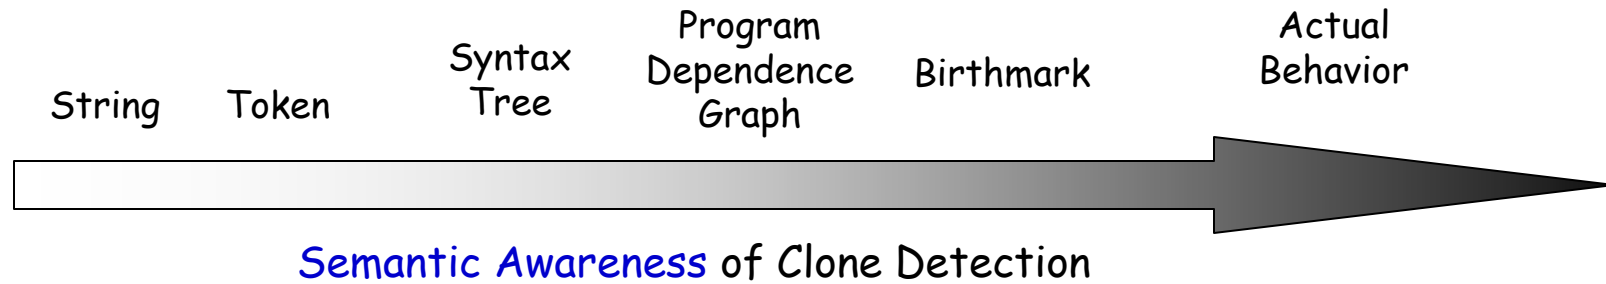 String
Token
Syntax
Tree
Program
Dependence
Graph
Birthmark
Actual
Behavior
Semantic Awareness of Clone Detection